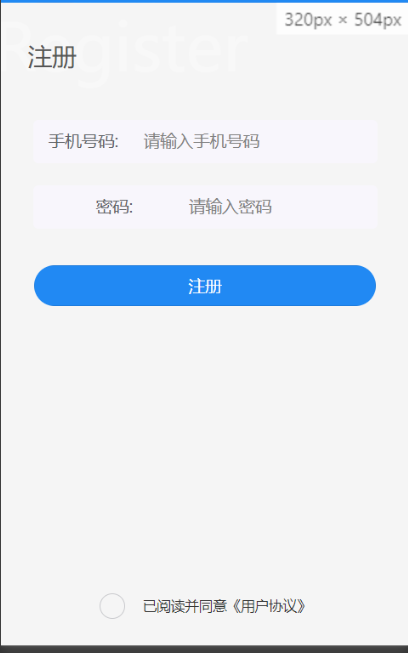 320px × 504px
Register
注册
手机号码: 请输入手机号码
密码: 请输入密码
注册
已阅读并同意《用户协议》